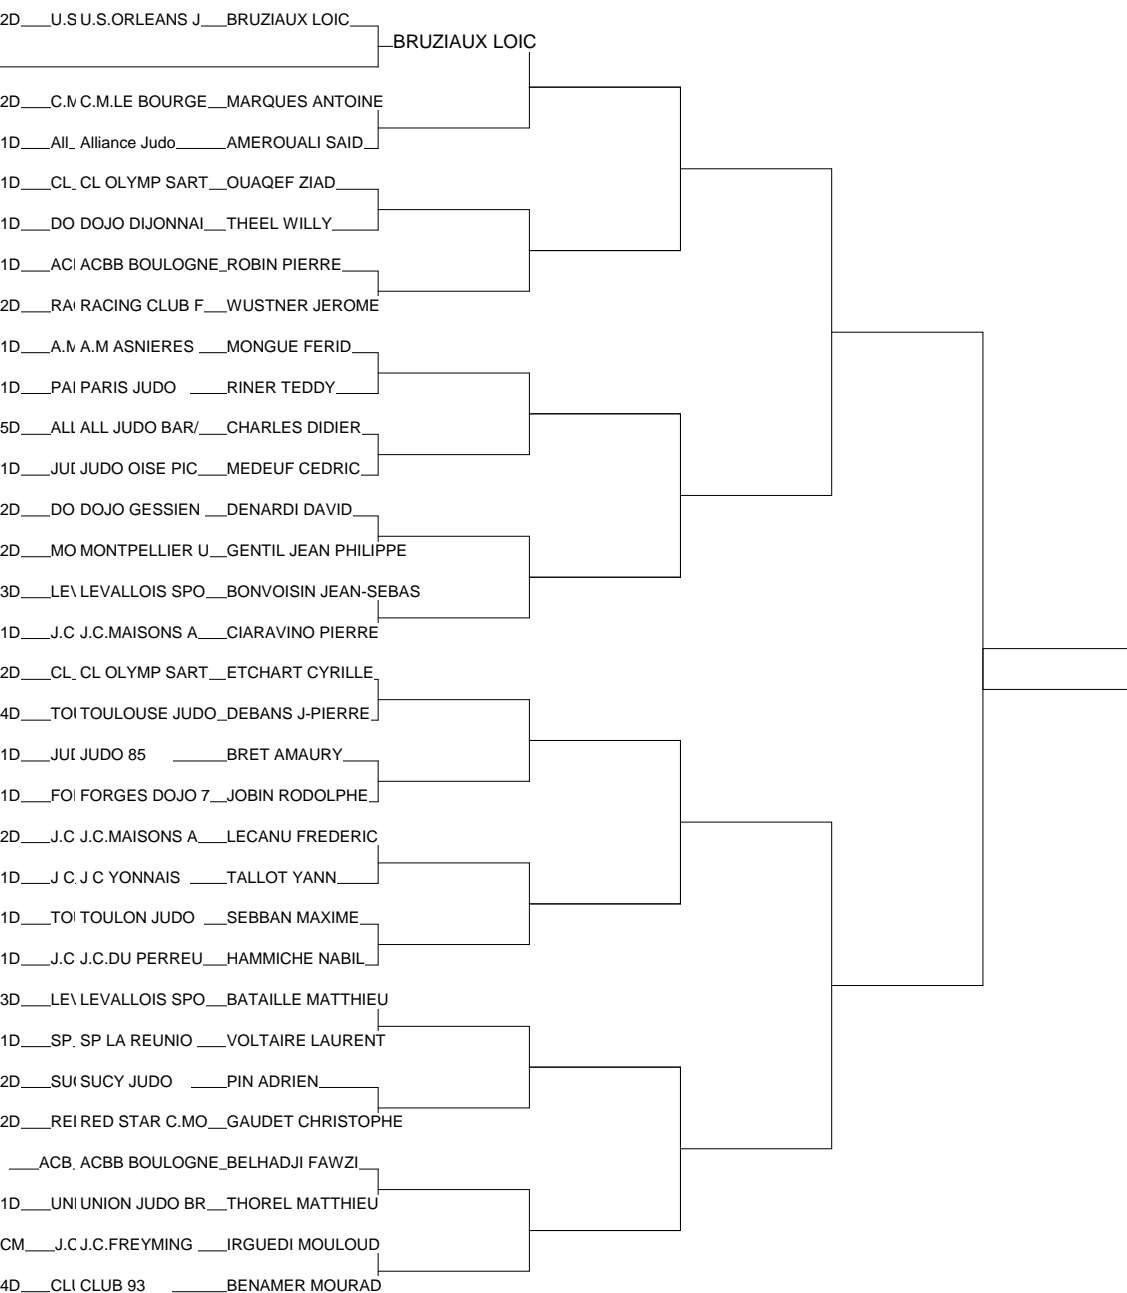 2D U.S U.S.ORLEANS J BRUZIAUX LOIC
BRUZIAUX LOIC
2D C.M C.M.LE BOURGE MARQUES ANTOINE
1D All Alliance Judo AMEROUALI SAID
1D CL CL OLYMP SART OUAQEF ZIAD
1D DO DOJO DIJONNAI THEEL WILLY
1D ACI ACBB BOULOGNE ROBIN PIERRE
2D RA RACING CLUB F WUSTNER JEROME
1D A.M A.M ASNIERES MONGUE FERID
1D PAI PARIS JUDO RINER TEDDY
5D ALL ALL JUDO BAR/ CHARLES DIDIER
1D JUD JUDO OISE PIC MEDEUF CEDRIC
2D DO DOJO GESSIEN DENARDI DAVID
2D MO MONTPELLIER U GENTIL JEAN PHILIPPE
3D LEV LEVALLOIS SPO BONVOISIN JEAN-SEBAS
1D J.C J.C.MAISONS A CIARAVINO PIERRE
2D CL CL OLYMP SART ETCHART CYRILLE
4D TOU TOULOUSE JUDO DEBANS J-PIERRE
1D JUD JUDO 85 BRET AMAURY
1D FOI FORGES DOJO 7 JOBIN RODOLPHE
2D J.C J.C.MAISONS A LECANU FREDERIC
1D J C J C YONNAIS TALLOT YANN
1D TOU TOULON JUDO SEBBAN MAXIME
1D J.C J.C.DU PERREU HAMMICHE NABIL
3D LEV LEVALLOIS SPO BATAILLE MATTHIEU
1D SP SP LA REUNIO VOLTAIRE LAURENT
2D SUC SUCY JUDO PIN ADRIEN
2D REI RED STAR C.MO GAUDET CHRISTOPHE
ACB ACBB BOULOGNE BELHADJI FAWZI
1D UNI UNION JUDO BR THOREL MATTHIEU
CM J.C J.C.FREYMING IRGUEDI MOULOUD
4D CLU CLUB 93 BENAMER MOURAD